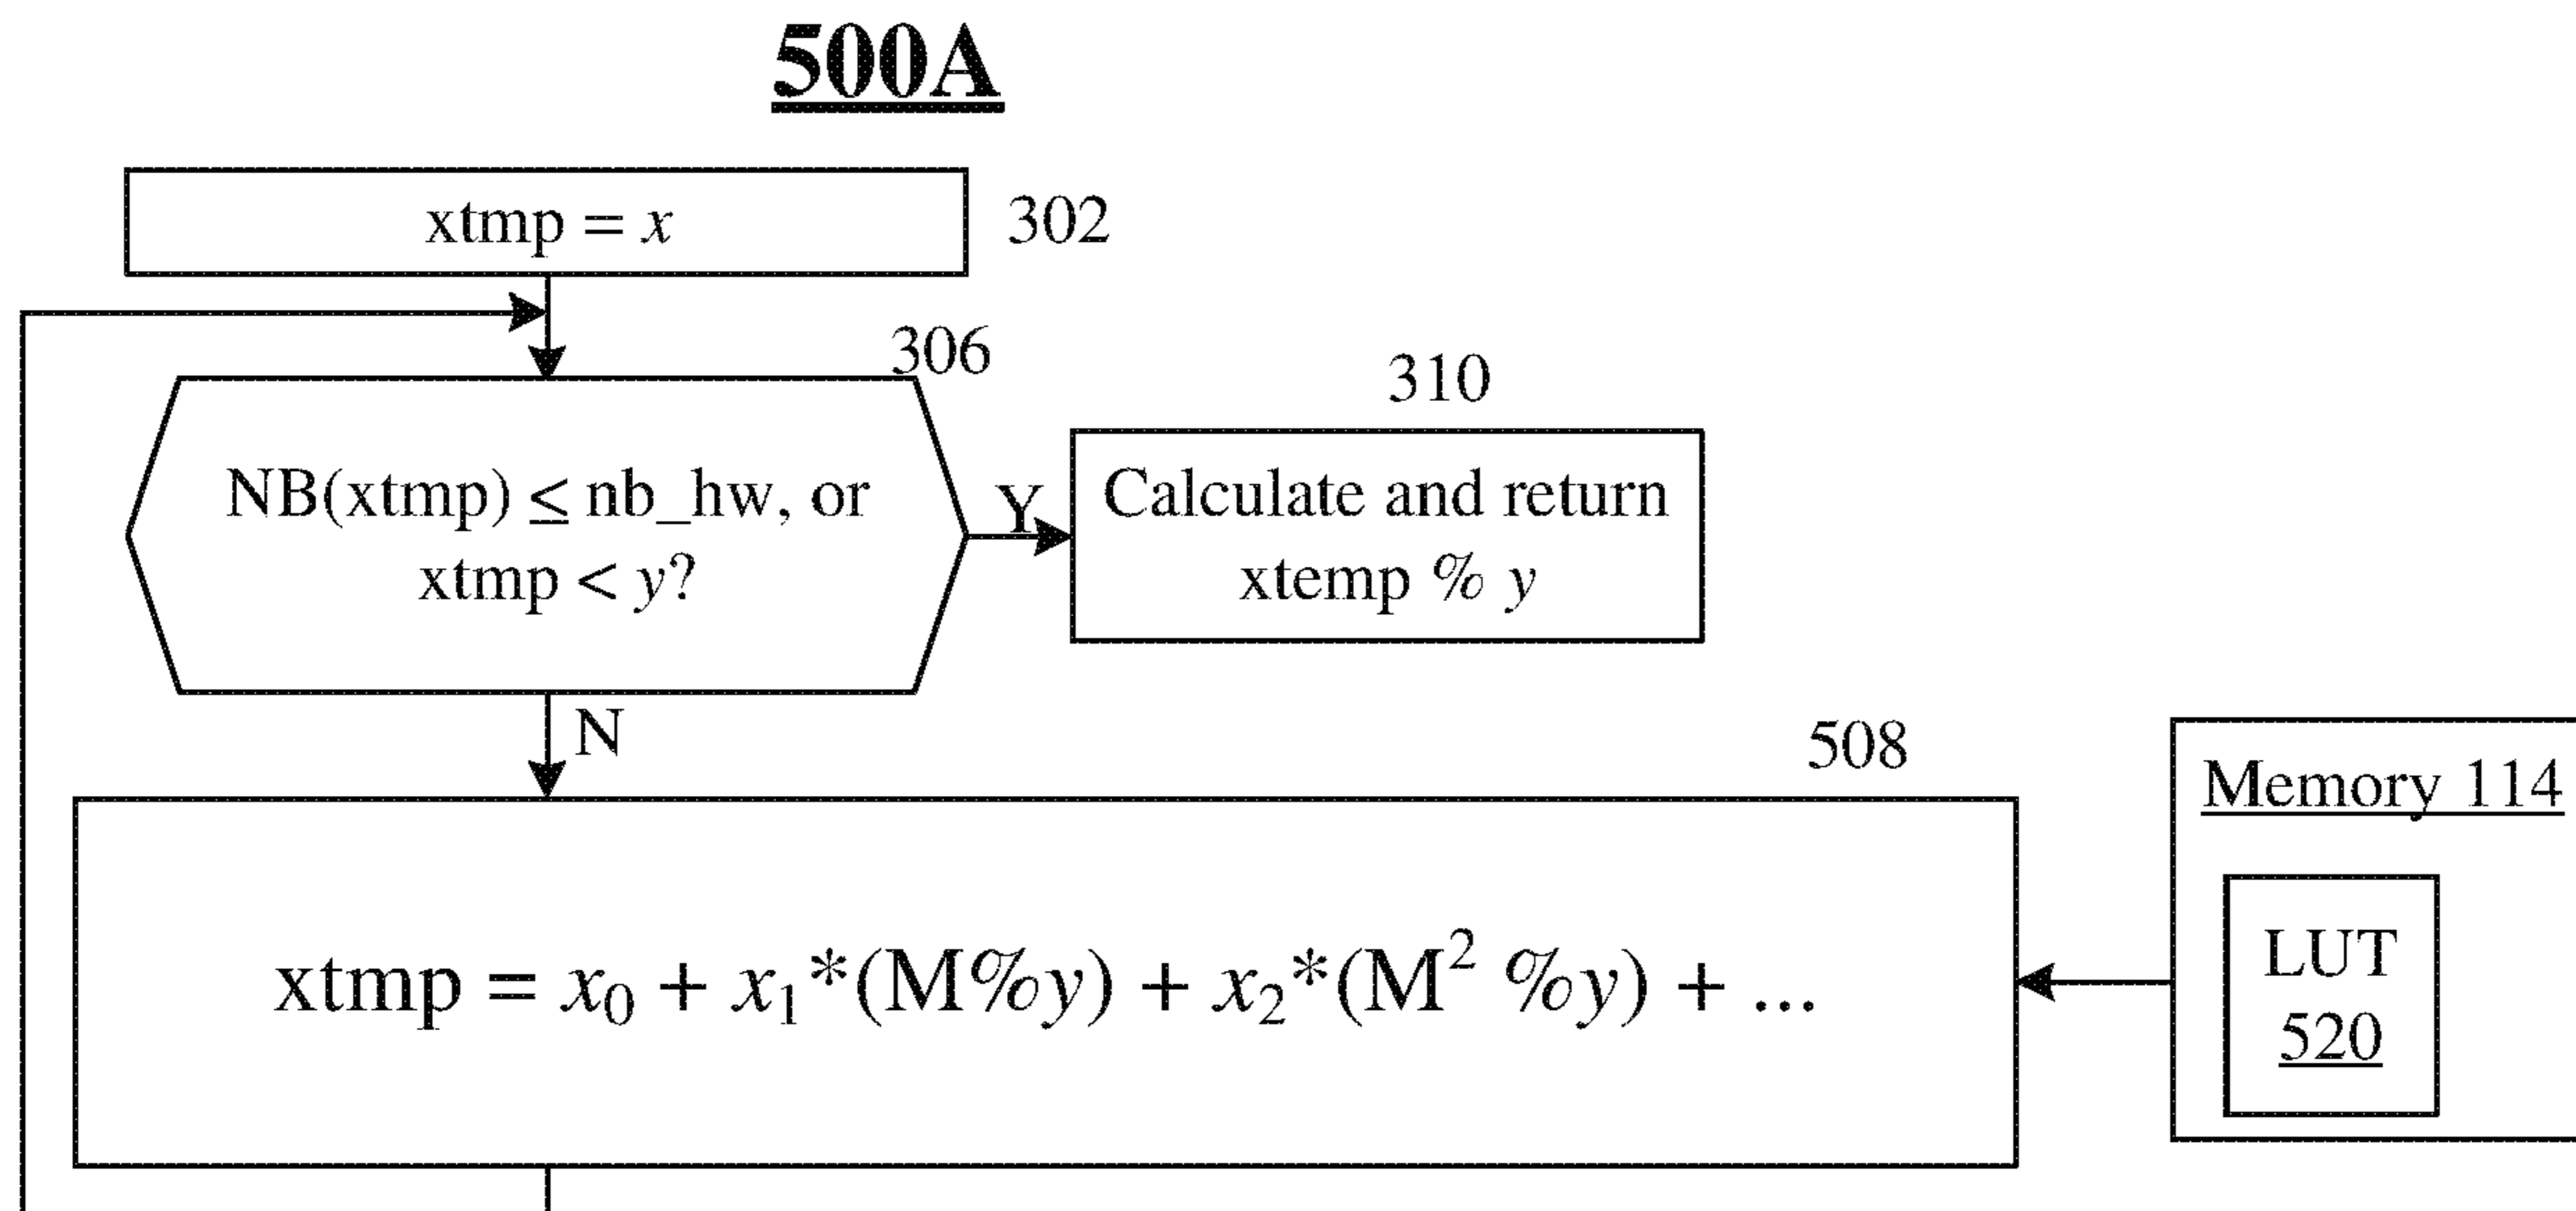 500A
xtmp = x
302
306
NB(xtmp) ≤ nb_hw, or
xtmp < y?
Y
310
Calculate and return
xtemp % y
N
508
xtmp = x₀ + x₁*(M%y) + x₂*(M² %y) + ...
Memory 114
LUT
520